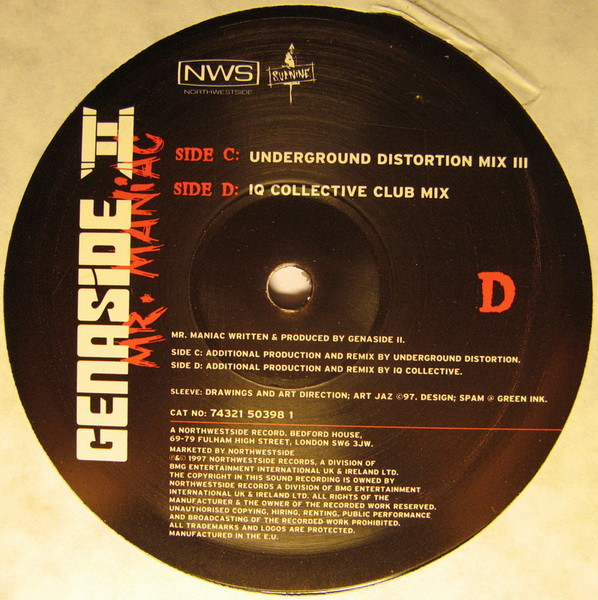 NWS
NORTHWESTSIDE
BURNING
GENASIDE II
MR. MANIAC
SIDE C: UNDERGROUND DISTORTION MIX III
SIDE D: IQ COLLECTIVE CLUB MIX
D
MR. MANIAC WRITTEN & PRODUCED BY GENASIDE II.
SIDE C: ADDITIONAL PRODUCTION AND REMIX BY UNDERGROUND DISTORTION.
SIDE D: ADDITIONAL PRODUCTION AND REMIX BY IQ COLLECTIVE.
SLEEVE: DRAWINGS AND ART DIRECTION; ART JAZ ©97. DESIGN; SPAM @ GREEN INK.
CAT NO: 74321 50398 1
A NORTHWESTSIDE RECORD. BEDFORD HOUSE,
69-79 FULHAM HIGH STREET, LONDON SW6 3JW.
MARKETED BY NORTHWESTSIDE
℗&© 1997 NORTHWESTSIDE RECORDS, A DIVISION OF
BMG ENTERTAINMENT INTERNATIONAL UK & IRELAND LTD.
THE COPYRIGHT IN THIS SOUND RECORDING IS OWNED BY
NORTHWESTSIDE RECORDS A DIVISION OF BMG ENTERTAINMENT
INTERNATIONAL UK & IRELAND LTD. ALL RIGHTS OF THE
MANUFACTURER & THE OWNER OF THE RECORDED WORK RESERVED.
UNAUTHORISED COPYING, HIRING, RENTING, PUBLIC PERFORMANCE
AND BROADCASTING OF THE RECORDED WORK PROHIBITED.
ALL TRADEMARKS AND LOGOS ARE PROTECTED.
MANUFACTURED IN THE E.U.